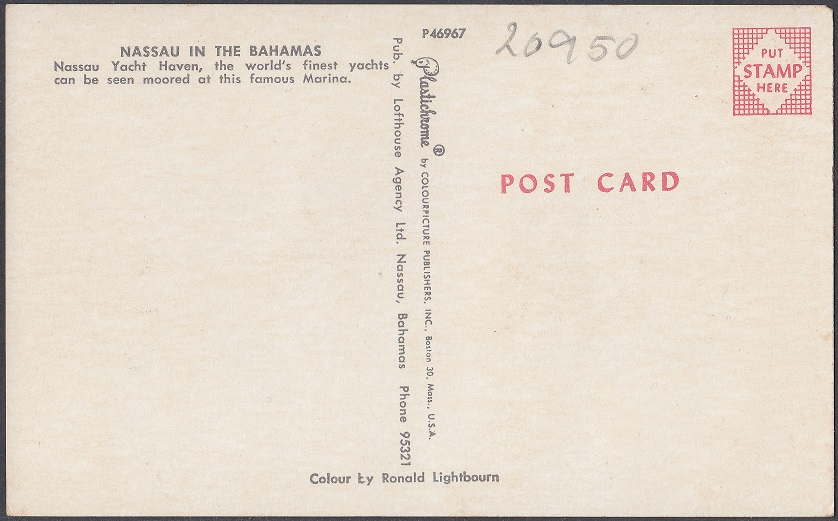 NASSAU IN THE BAHAMAS
Nassau Yacht Haven, the world's finest yachts
can be seen moored at this famous Marina.
Pub. by Lofthouse Agency Ltd. Nassau, Bahamas Phone 95321
P46967
Plastichrome ® by COLOURPICTURE PUBLISHERS, INC., Boston 30, Mass., U.S.A.
Colour by Ronald Lightbourn
20950
PUT
STAMP
HERE
POST CARD